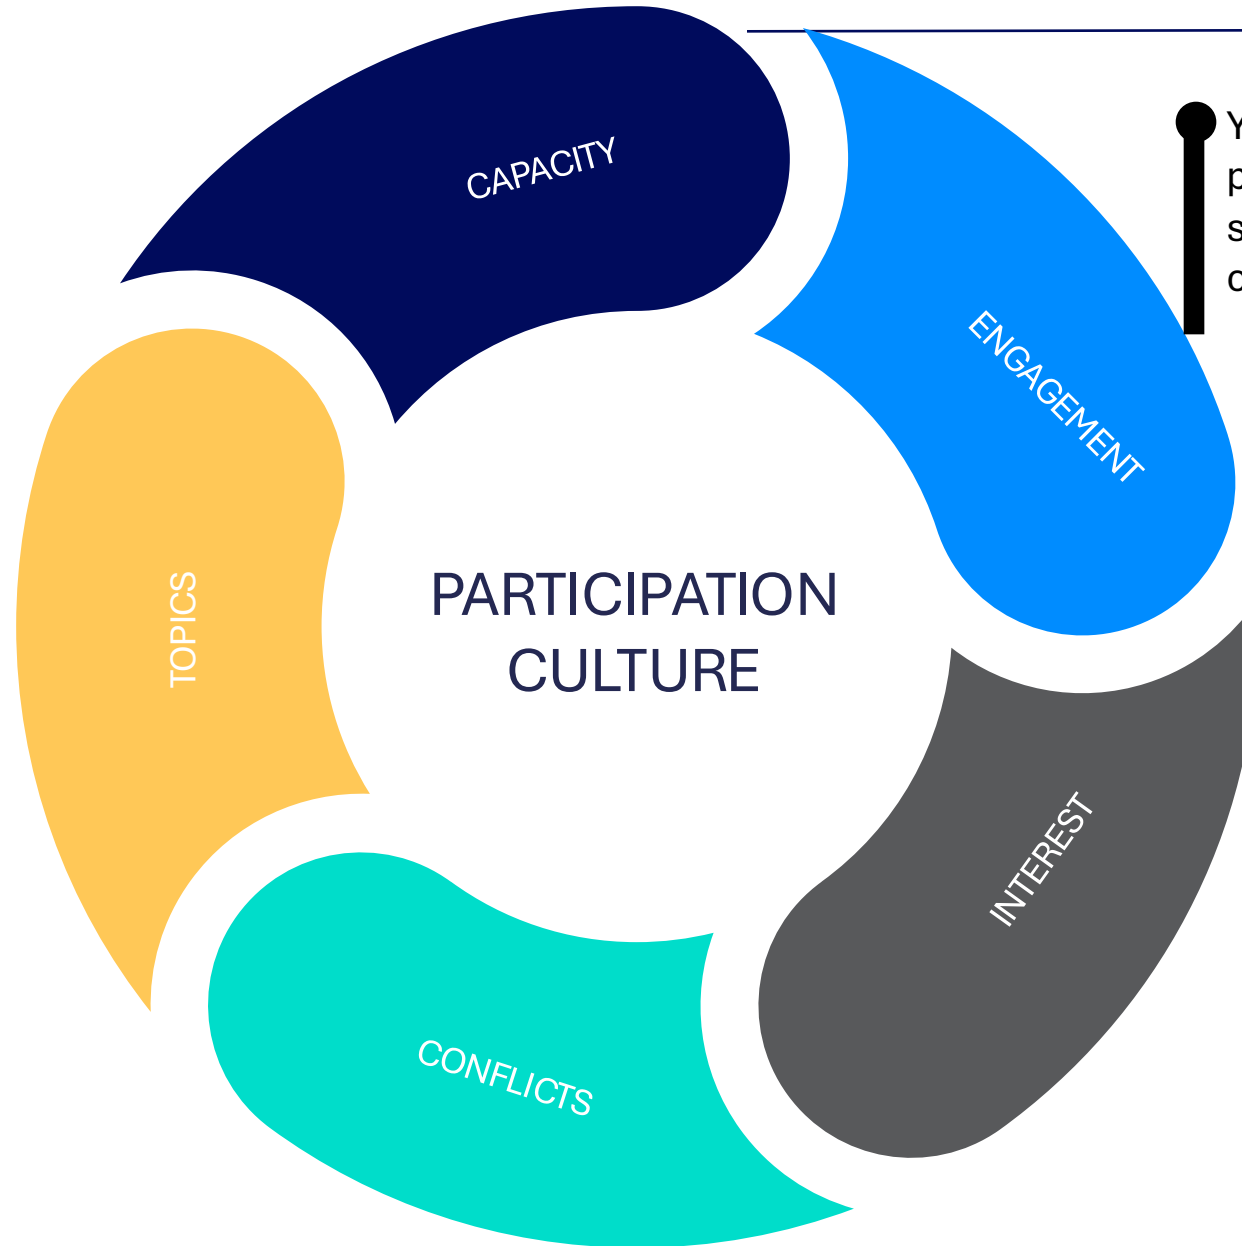 CAPACITY
ENGAGEMENT
INTEREST
CONFLICTS
TOPICS
PARTICIPATION
CULTURE